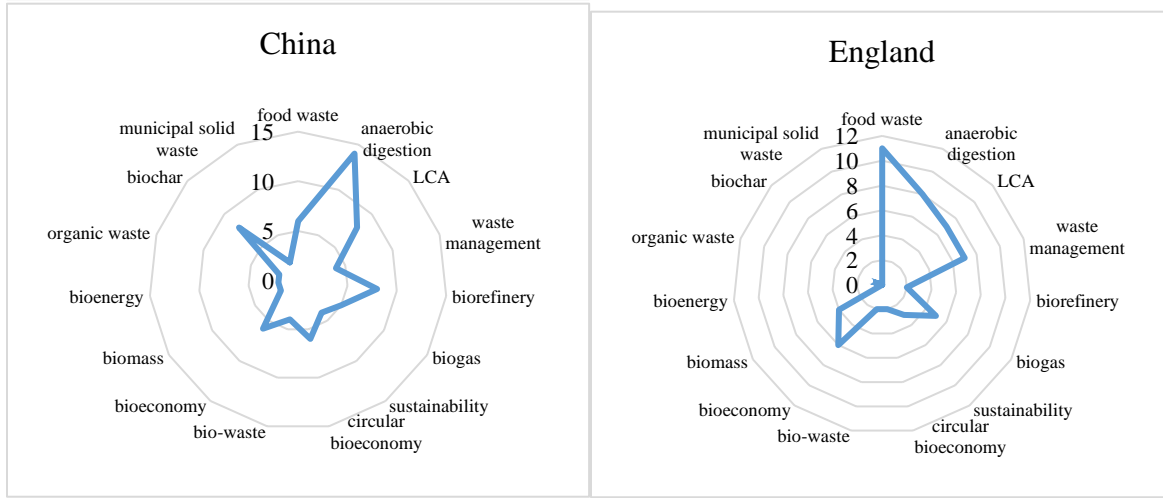 China
food waste
anaerobic
digestion
LCA
waste
management
biorefinery
biogas
sustainability
circular
bioeconomy
bio-waste
bioeconomy
biomass
bioenergy
organic waste
biochar
municipal solid
waste
15
10
5
0
England
food waste
anaerobic
digestion
LCA
waste
management
biorefinery
biogas
sustainability
circular
bioeconomy
bio-waste
bioeconomy
biomass
bioenergy
organic waste
biochar
municipal solid
waste
12
10
8
6
4
2
0